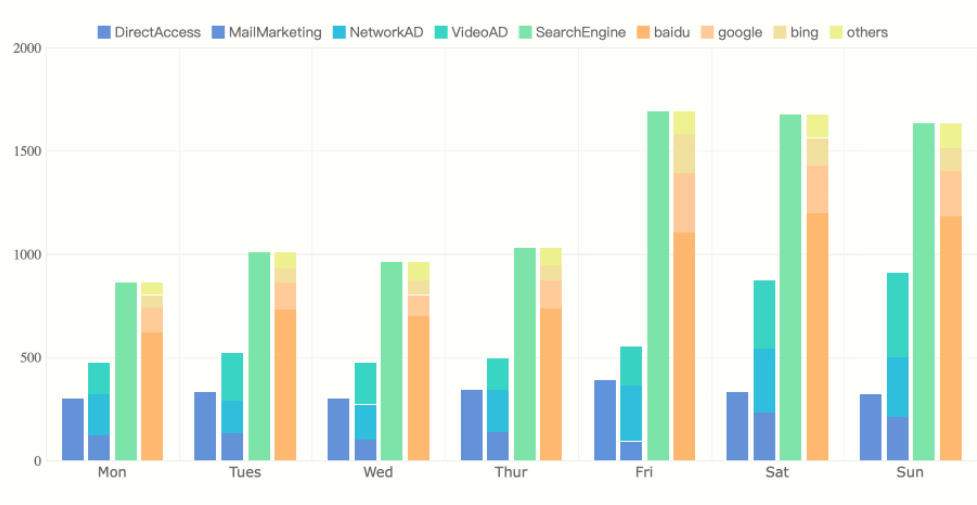 DirectAccess MailMarketing NetworkAD VideoAD SearchEngine baidu google bing others
2000
1500
1000
500
0
Mon Tues Wed Thur Fri Sat Sun